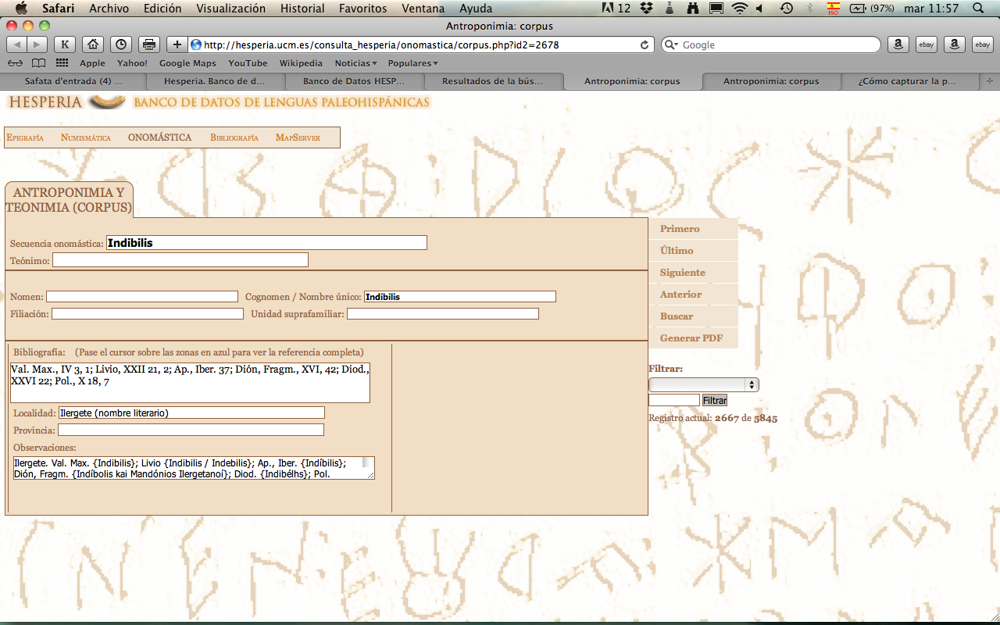 Safari Archivo Edición Visualización Historial Favoritos Ventana Ayuda 12 ISO (97%) mar 11:57
Antroponimia: corpus
K http://hesperia.ucm.es/consulta_hesperia/onomastica/corpus.php?id2=2678 Google a ebay a ebay
Apple Yahoo! Google Maps YouTube Wikipedia Noticias Populares
Safata d'entrada (4) ... Hesperia. Banco de d... Banco de Datos HESP... Resultados de la bús... Antroponimia: corpus Antroponimia: corpus ¿Cómo capturar la p...
HESPERIA BANCO DE DATOS DE LENGUAS PALEOHISPÁNICAS
Epigrafía Numismática ONOMÁSTICA Bibliografía MapServer
ANTROPONIMIA Y
TEONIMIA (CORPUS)
Secuencia onomástica: Indibilis
Teónimo:
Nomen: Cognomen / Nombre único: Indibilis
Filiación: Unidad suprafamiliar:
Bibliografía: (Pase el cursor sobre las zonas en azul para ver la referencia completa)
Val. Max., IV 3, 1; Livio, XXII 21, 2; Ap., Iber. 37; Dión, Fragm., XVI, 42; Diod.,
XXVI 22; Pol., X 18, 7
Localidad: Ilergete (nombre literario)
Provincia:
Observaciones:
Ilergete. Val. Max. {Indibilis}; Livio {Indibilis / Indebilis}; Ap., Iber. {Indíbilis};
Dión, Fragm. {Indíbolis kai Mandónios Ilergetanoí}; Diod. {Indibélhs}; Pol.
Primero
Último
Siguiente
Anterior
Buscar
Generar PDF
Filtrar:
Filtrar
Registro actual: 2667 de 5845